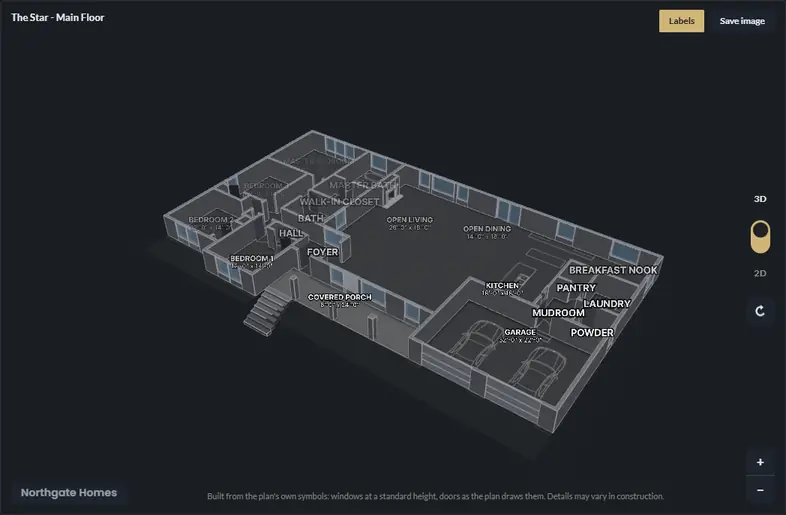 The Star - Main Floor
Labels
Save image
3D
2D
MASTER BATH
WALK-IN CLOSET
BEDROOM 2
BATH
HALL
OPEN LIVING
OPEN DINING
FOYER
BEDROOM 1
BREAKFAST NOOK
KITCHEN
PANTRY
COVERED PORCH
LAUNDRY
MUDROOM
GARAGE
POWDER
+
−
Northgate Homes
Built from the plan's own symbols: windows at a standard height, doors as the plan draws them. Details may vary in construction.